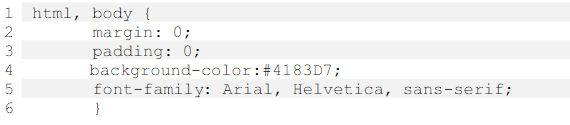 1 html, body {
2 margin: 0;
3 padding: 0;
4 background-color:#4183D7;
5 font-family: Arial, Helvetica, sans-serif;
6 }